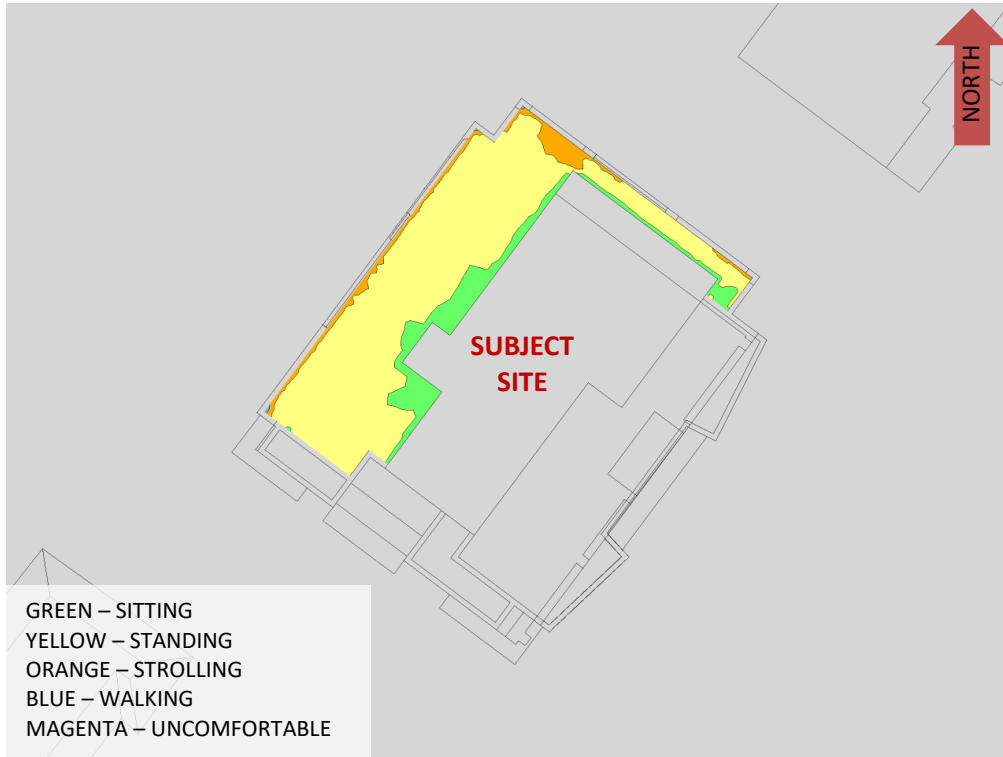 NORTH
SUBJECT
SITE
GREEN – SITTING
YELLOW – STANDING
ORANGE – STROLLING
BLUE – WALKING
MAGENTA – UNCOMFORTABLE